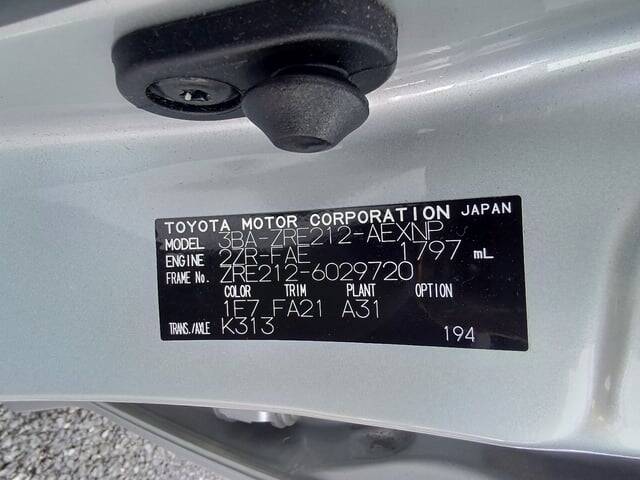 TOYOTA MOTOR CORPORATION JAPAN
MODEL 3BA-ZRE212-AEXNP
ENGINE 2ZR-FAE 1797 mL
FRAME No. ZRE212-6029720
COLOR TRIM PLANT OPTION
1E7 FA21 A31
TRANS./AXLE K313 194